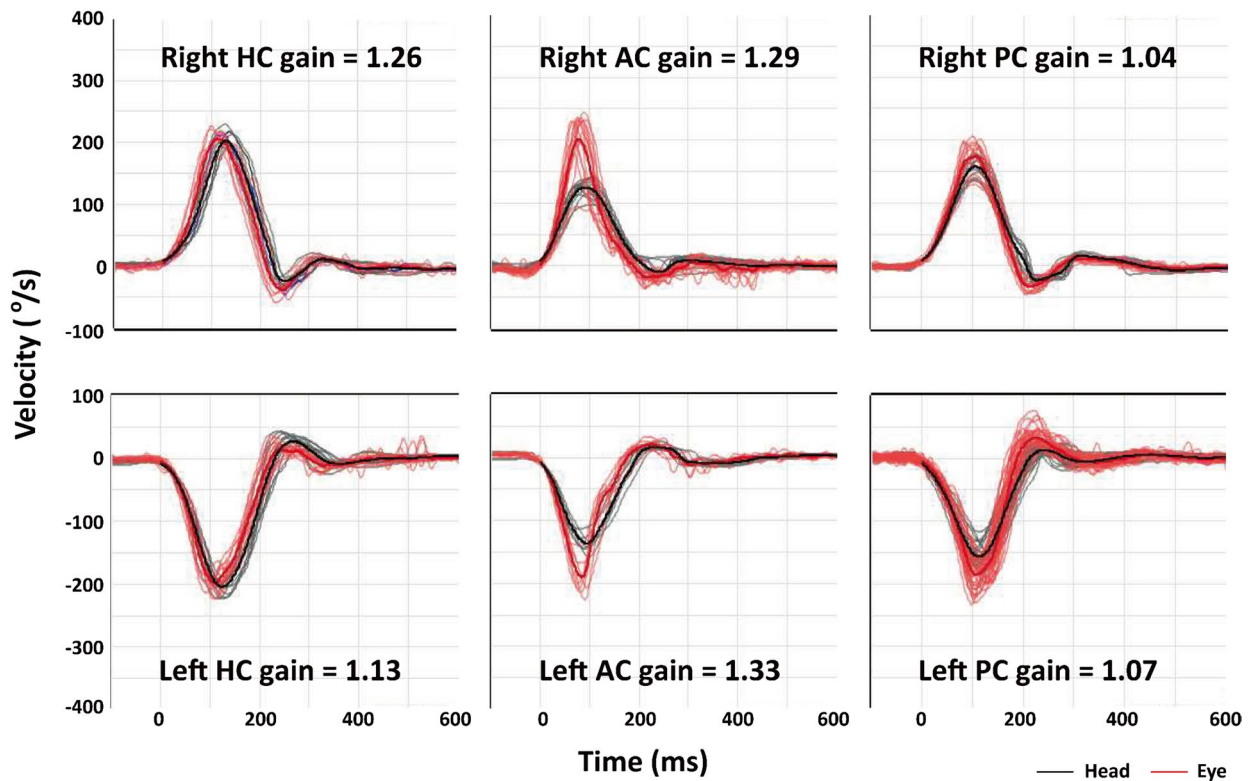 400
300
200
100
0
-100
Right HC gain = 1.26
Right AC gain = 1.29
Right PC gain = 1.04
Velocity (°/s)
100
0
-100
-200
-300
-400
Left HC gain = 1.13
Left AC gain = 1.33
Left PC gain = 1.07
0 200 400 600
0 200 400 600
0 200 400 600
Time (ms)
Head Eye